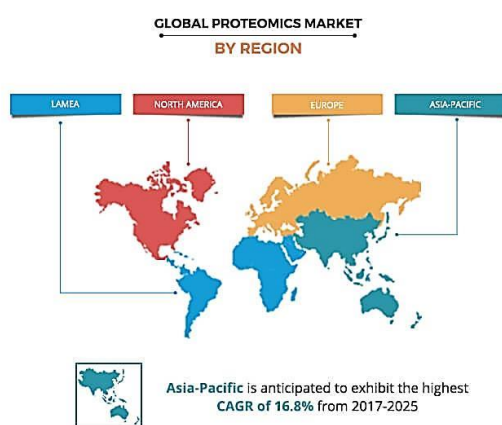 GLOBAL PROTEOMICS MARKET
BY REGION
LAMEA
NORTH AMERICA
EUROPE
ASIA-PACIFIC
Asia-Pacific is anticipated to exhibit the highest
CAGR of 16.8% from 2017-2025